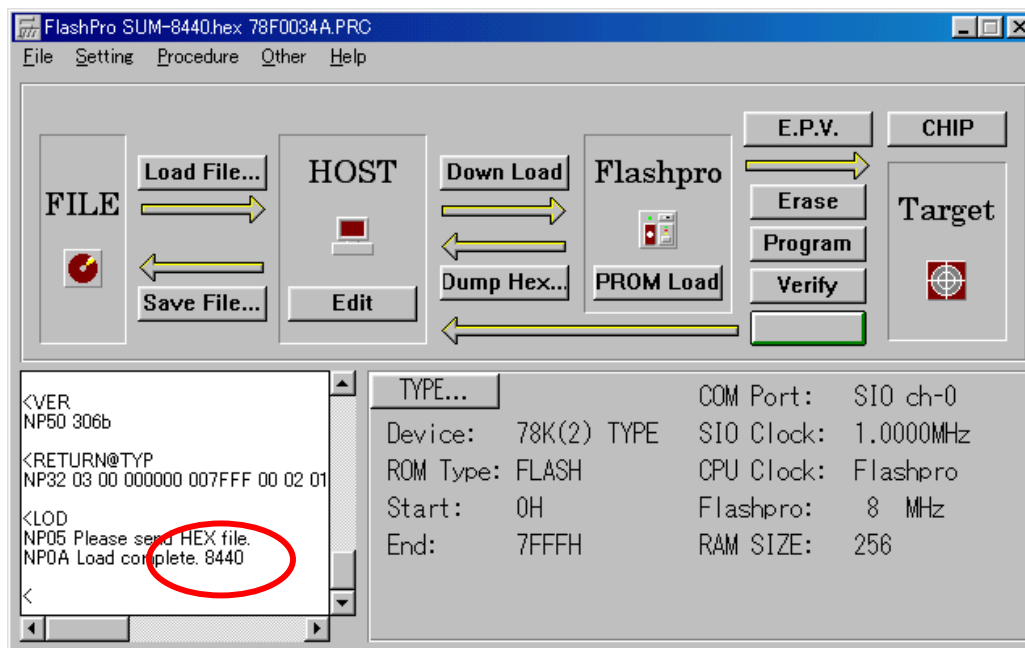 FlashPro SUM-8440.hex 78F0034A.PRC
File Setting Procedure Other Help
E.P.V. CHIP
Load File... HOST Down Load Flashpro
FILE Erase Target
Program
Save File... Edit Dump Hex... PROM Load Verify
<VER
NP50 306b
<RETURN@TYP
NP32 03 00 000000 007FFF 00 02 01
<LOD
NP05 Please send HEX file.
NP0A Load complete. 8440
<
TYPE... COM Port: SIO ch-0
Device: 78K(2) TYPE SIO Clock: 1.0000MHz
ROM Type: FLASH CPU Clock: Flashpro
Start: 0H Flashpro: 8 MHz
End: 7FFFH RAM SIZE: 256